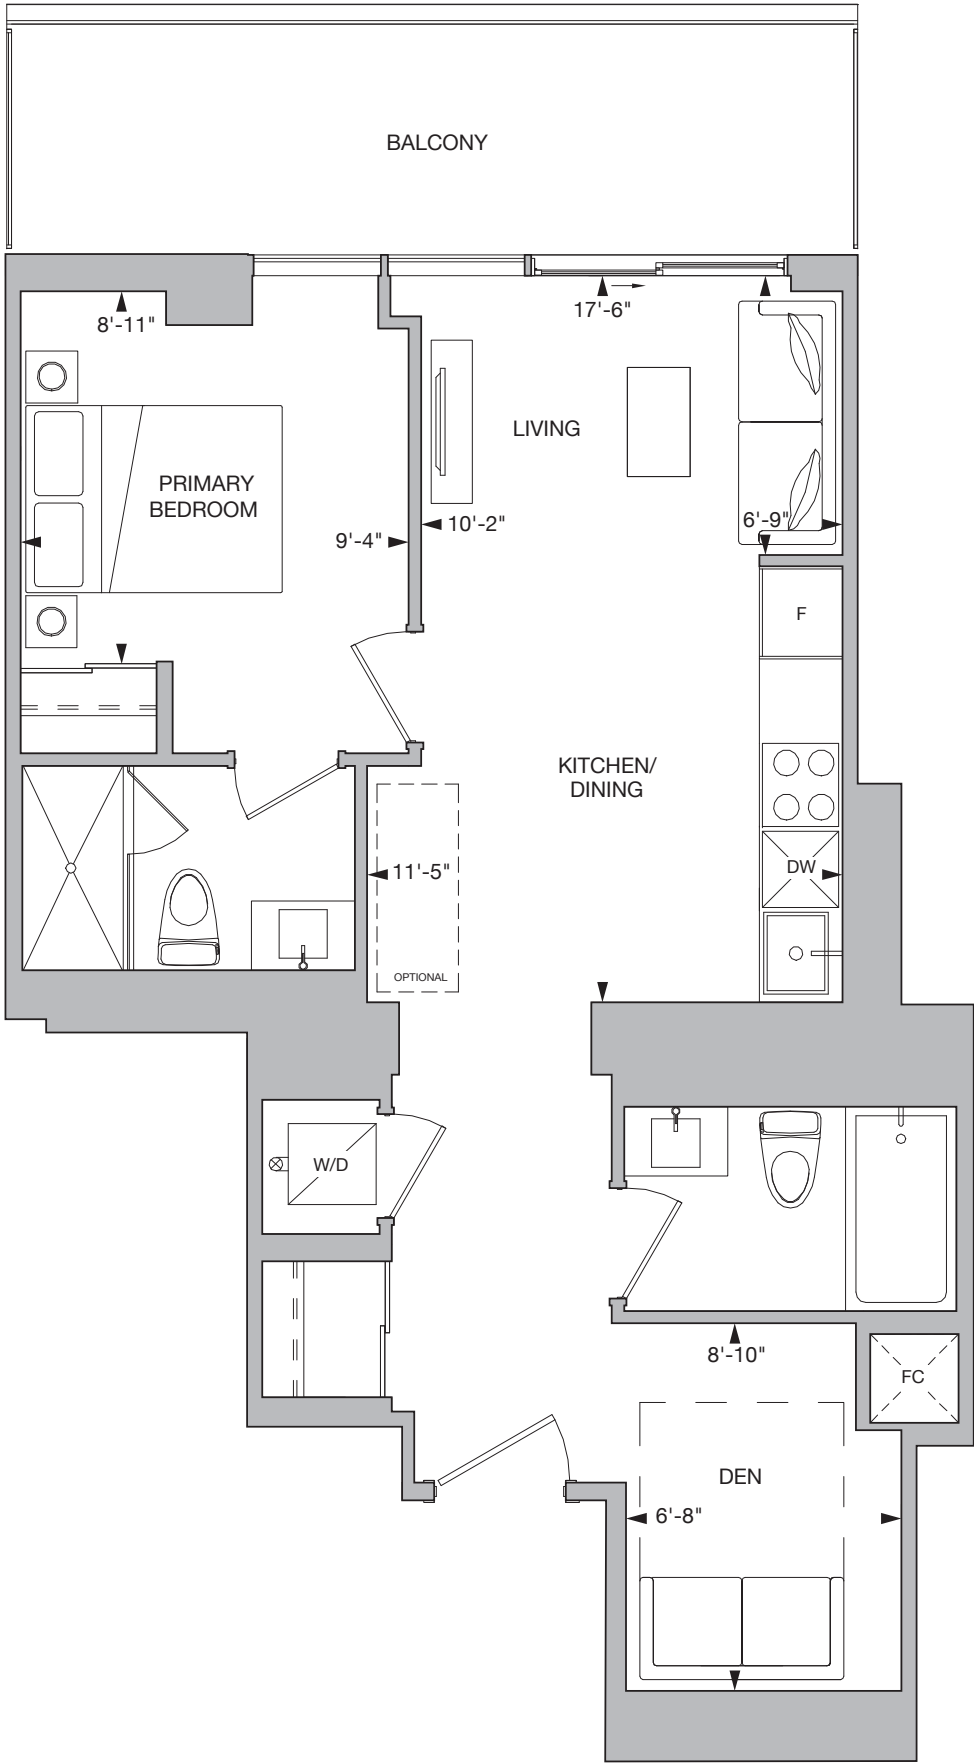 BALCONY
8'-11"
17'-6"
LIVING
PRIMARY
BEDROOM
9'-4"
10'-2"
6'-9"
F
KITCHEN/
DINING
11'-5"
DW
OPTIONAL
W/D
8'-10"
FC
DEN
6'-8"